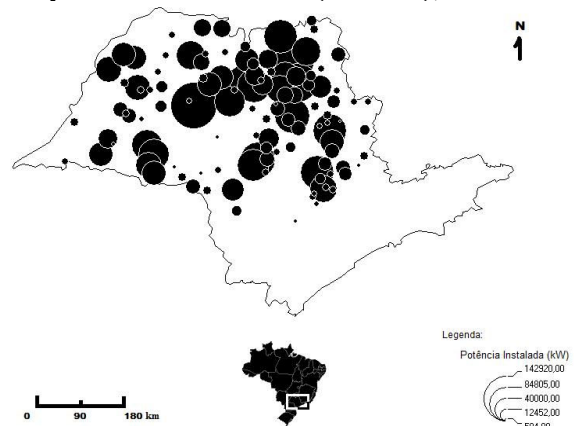 N
Legenda:
Potência Instalada (kW)
142920,00
84805,00
40000,00
12452,00
0 90 180 km